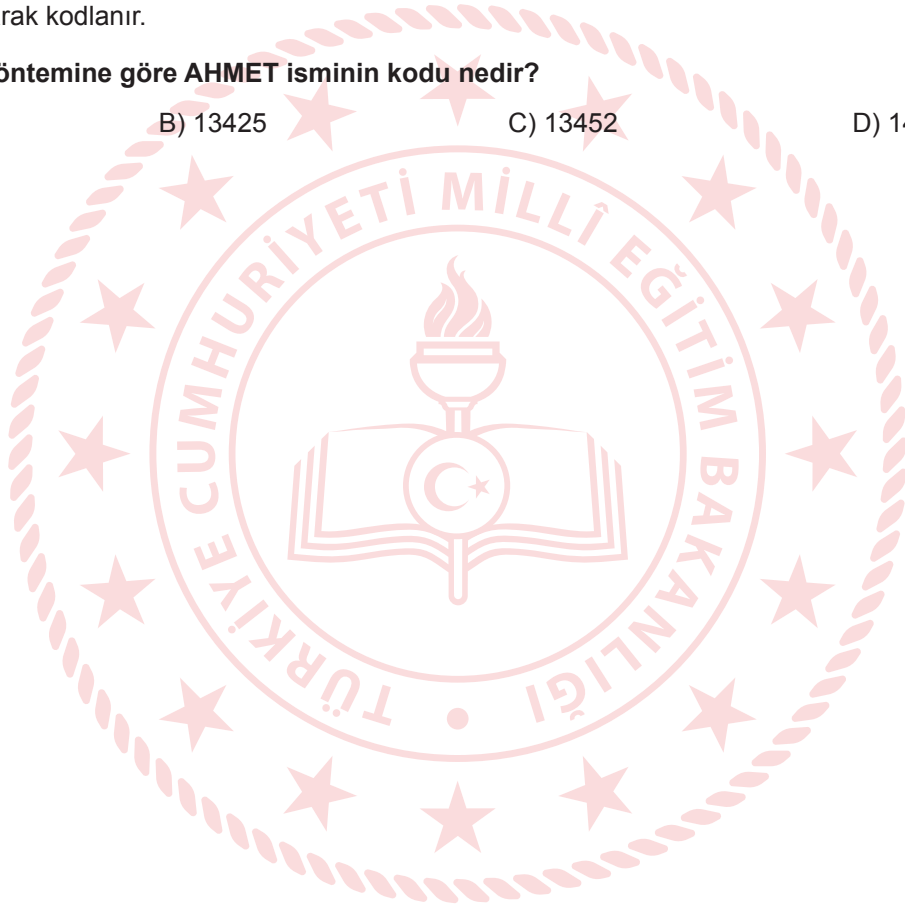 rak kodlanır.
öntemine göre AHMET isminin kodu nedir?
B) 13425 C) 13452 D) 14
TÜRKİYE CUMHURİYETİ MİLLÎ EĞİTİM BAKANLIĞI